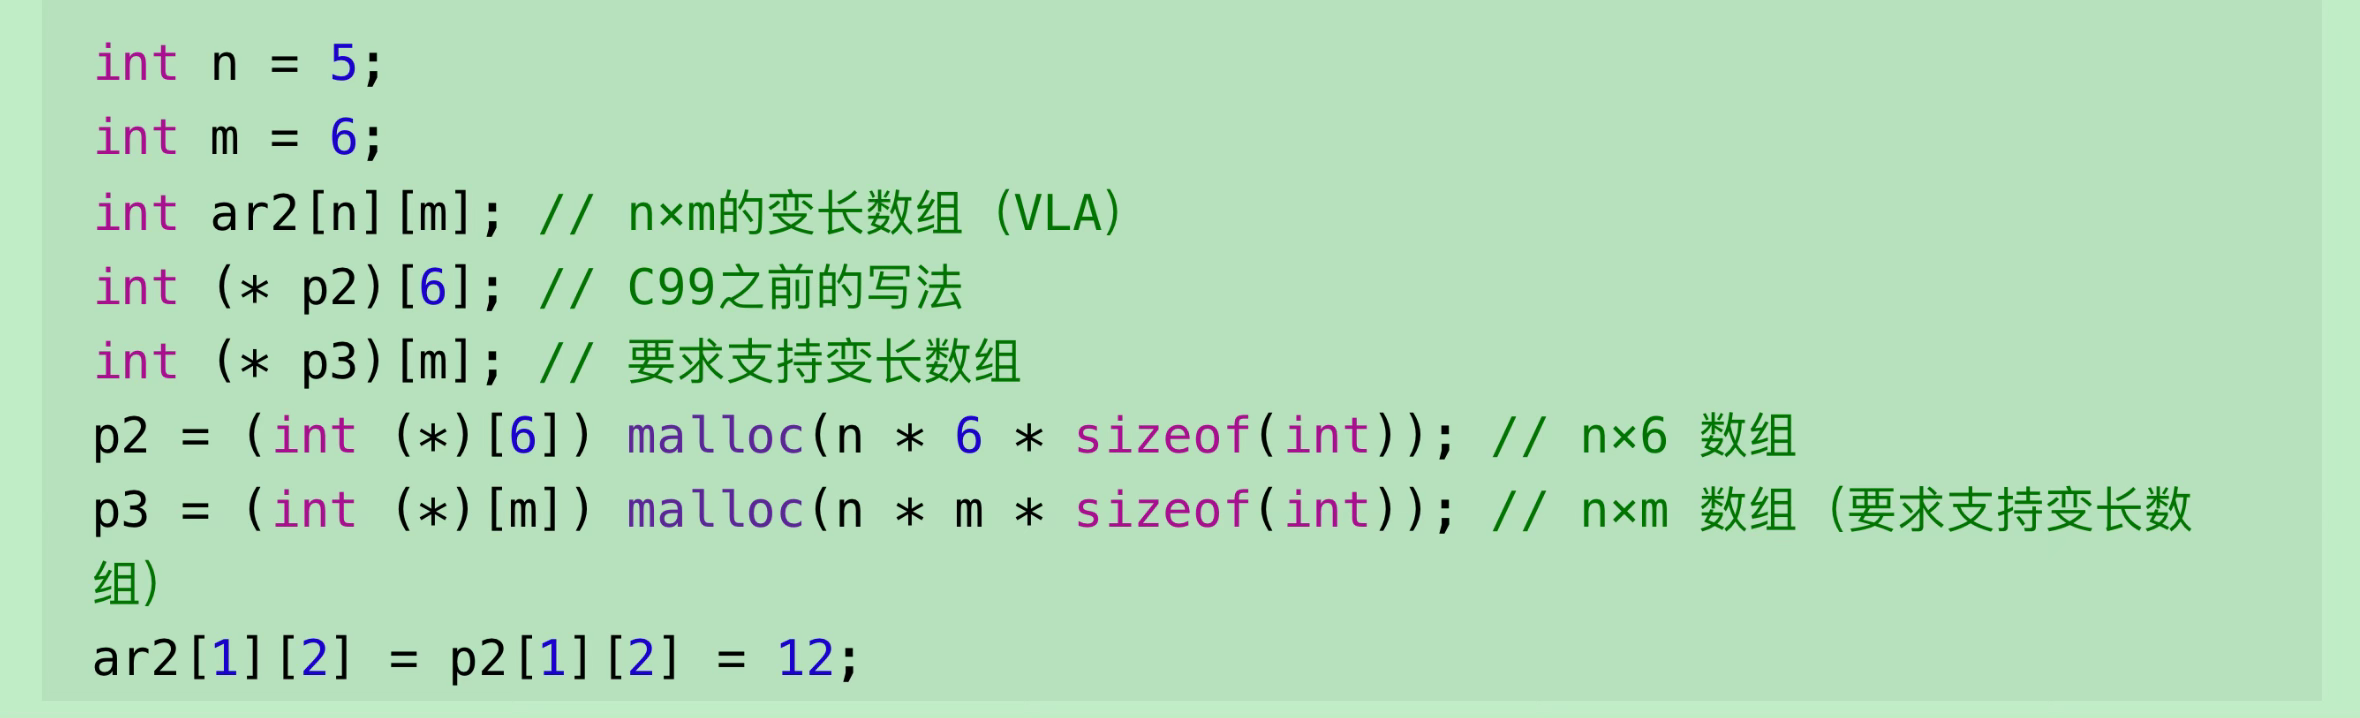 int n = 5;
int m = 6;
int ar2[n][m]; // n×m的变长数组（VLA）
int (* p2)[6]; // C99之前的写法
int (* p3)[m]; // 要求支持变长数组
p2 = (int (*)[6]) malloc(n * 6 * sizeof(int)); // n×6 数组
p3 = (int (*)[m]) malloc(n * m * sizeof(int)); // n×m 数组（要求支持变长数
组）
ar2[1][2] = p2[1][2] = 12;